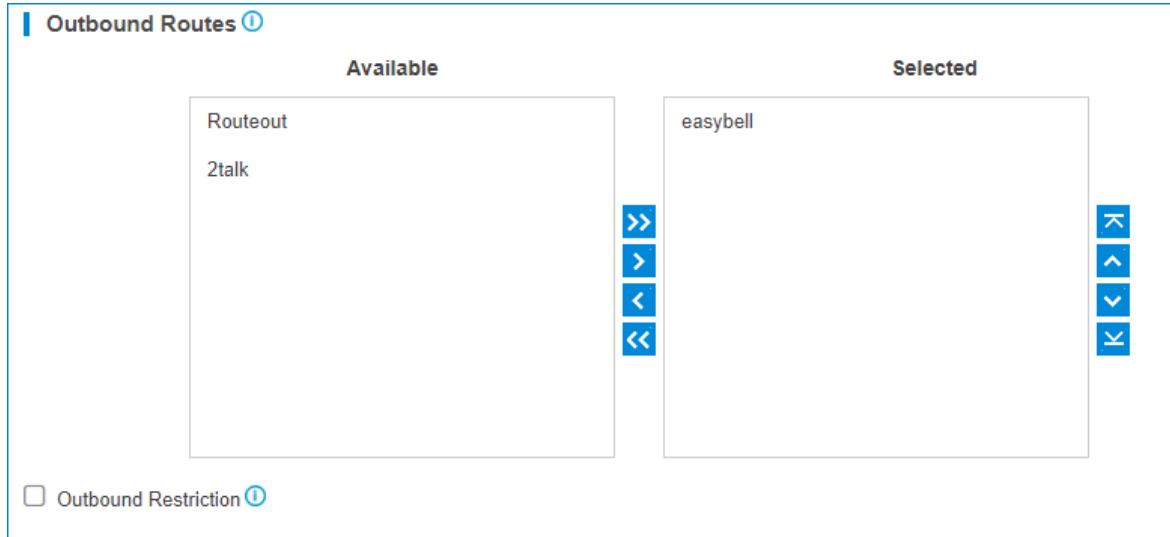 Outbound Routes
Available
Selected
Routeout
2talk
easybell
Outbound Restriction